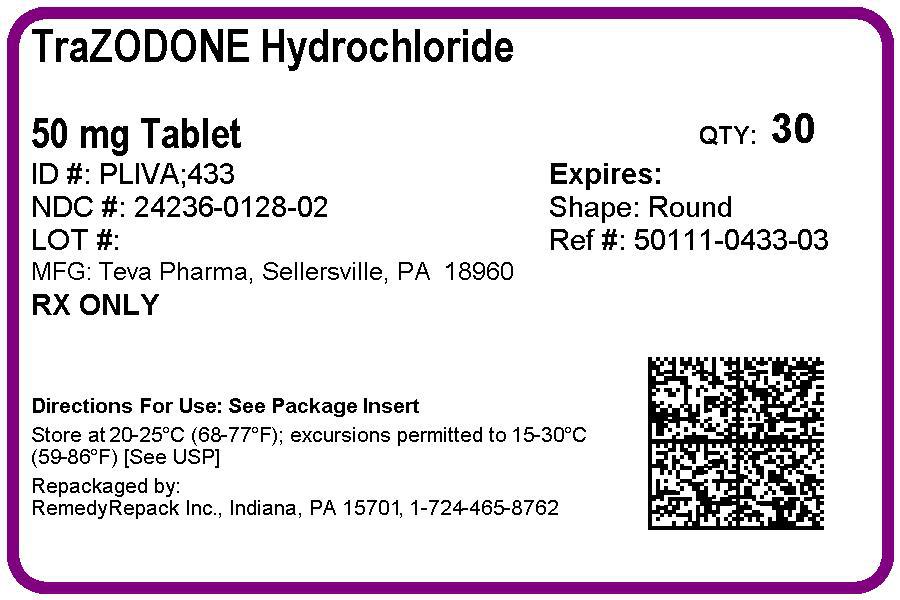 TraZODONE Hydrochloride
50 mg Tablet
QTY: 30
ID #: PLIVA;433
Expires:
NDC #: 24236-0128-02
Shape: Round
LOT #:
Ref #: 50111-0433-03
MFG: Teva Pharma, Sellersville, PA 18960
RX ONLY
Directions For Use: See Package Insert
Store at 20-25°C (68-77°F); excursions permitted to 15-30°C
(59-86°F) [See USP]
Repackaged by:
RemedyRepack Inc., Indiana, PA 15701, 1-724-465-8762